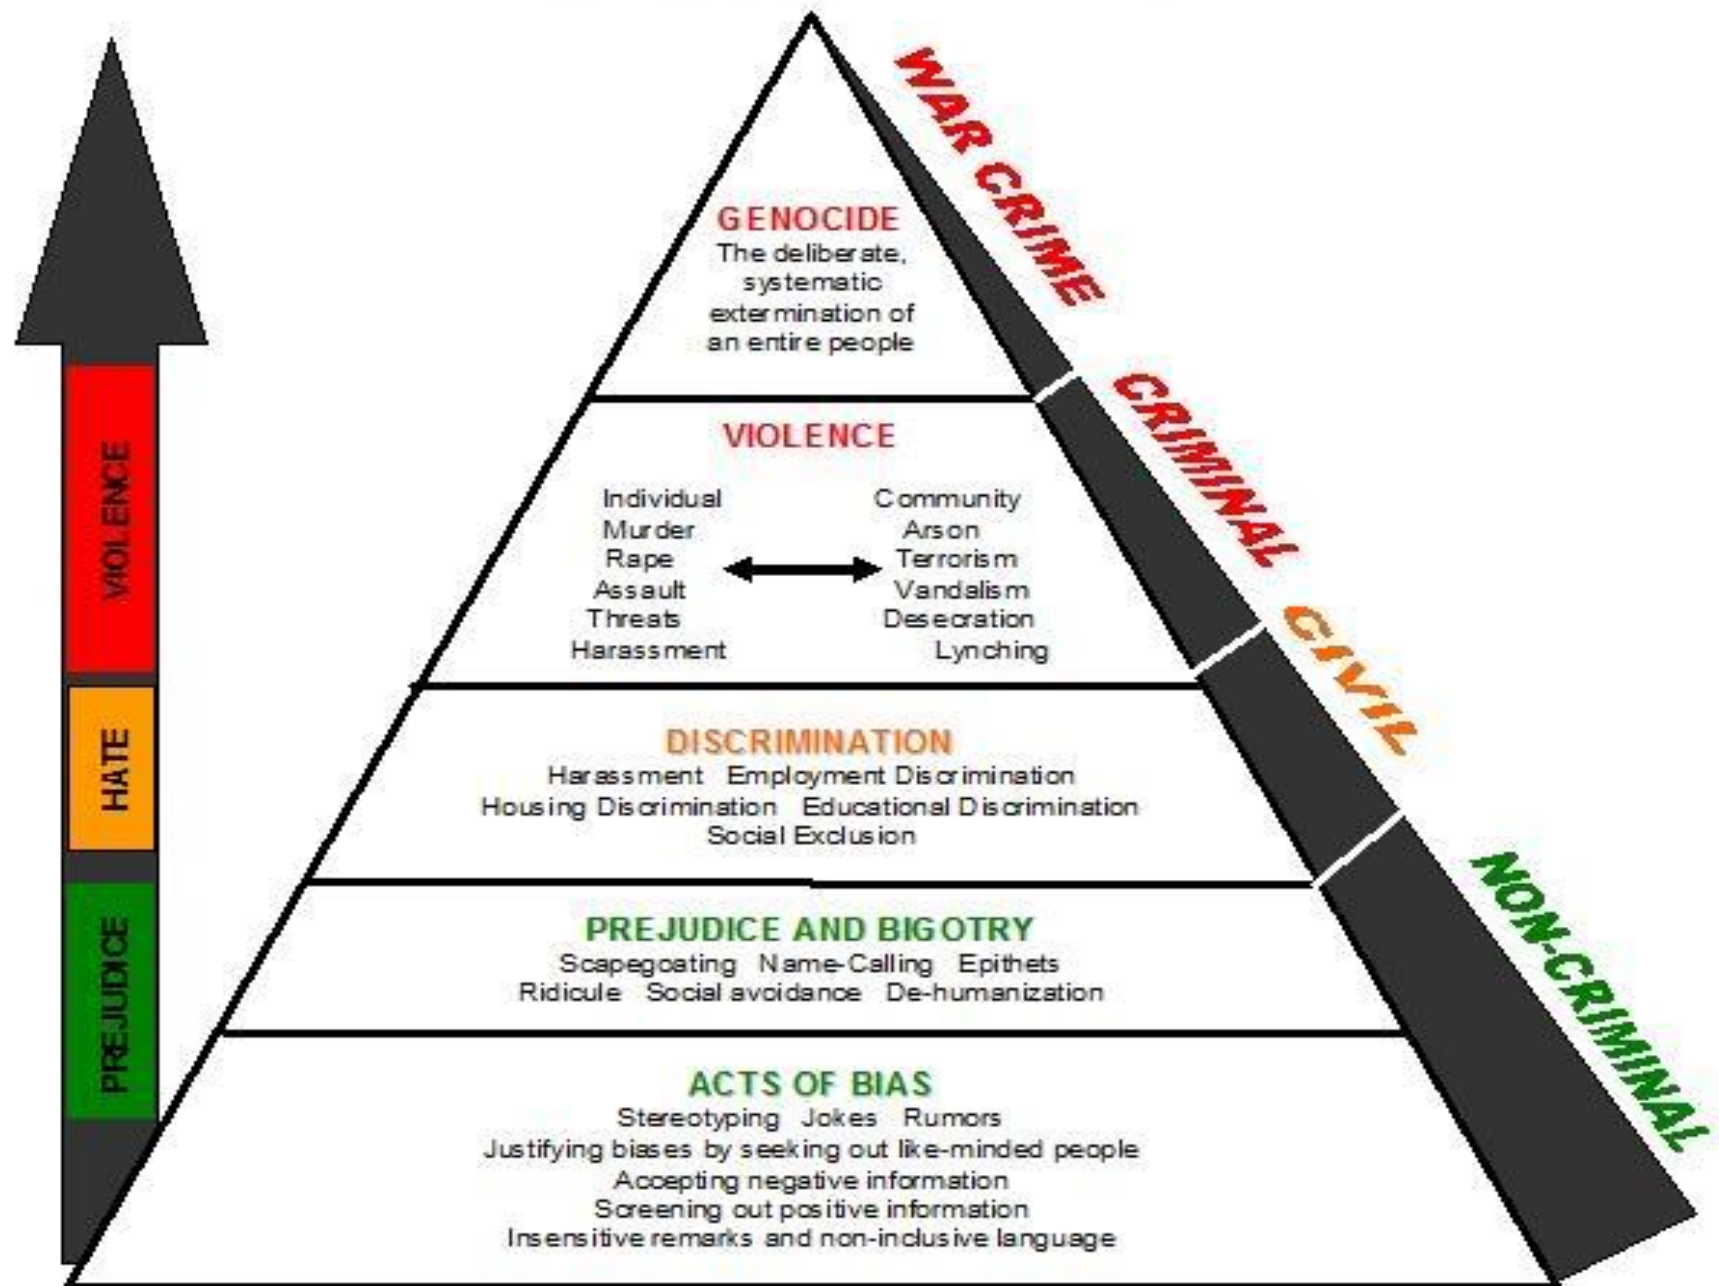 WAR CRIME
GENOCIDE
The deliberate,
systematic
extermination of
an entire people
CRIMINAL
VIOLENCE
VIOLENCE
Individual Community
Murder Arson
Rape Terrorism
Assault Vandalism
Threats Desecration
Harassment Lynching
CIVIL
HATE
DISCRIMINATION
Harassment Employment Discrimination
Housing Discrimination Educational Discrimination
Social Exclusion
NON-CRIMINAL
PREJUDICE
PREJUDICE AND BIGOTRY
Scapegoating Name-Calling Epithets
Ridicule Social avoidance De-humanization
ACTS OF BIAS
Stereotyping Jokes Rumors
Justifying biases by seeking out like-minded people
Accepting negative information
Screening out positive information
Insensitive remarks and non-inclusive language